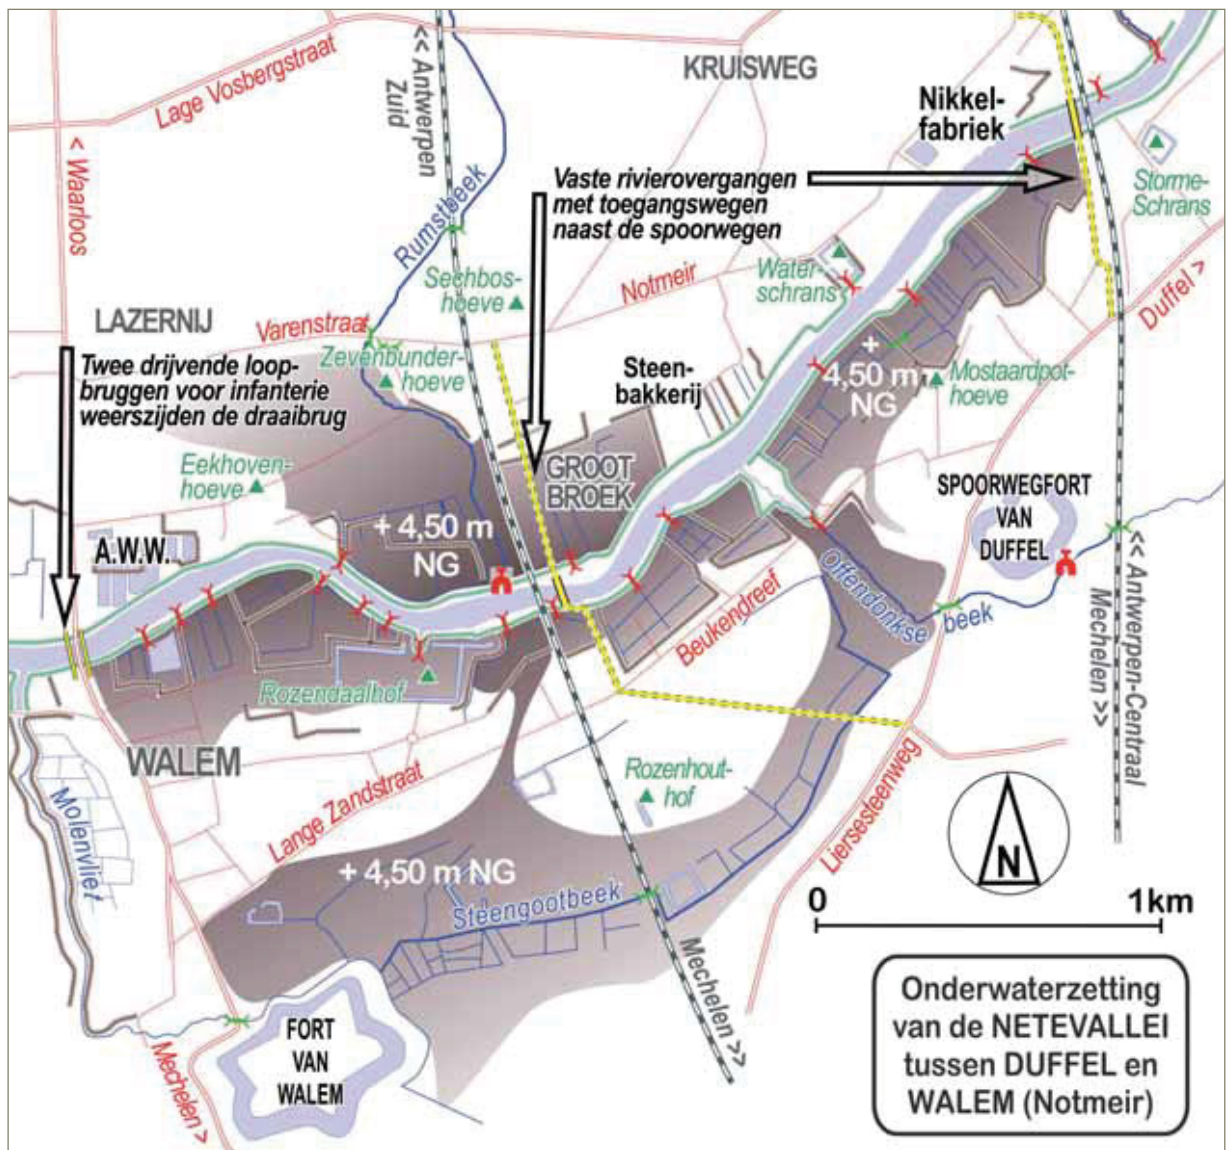 << Antwerpen
Zuid
KRUISWEG
Lage Vosbergstraat
Nikkel-
fabriek
< Waarloos
Rumstbeek
Vaste rivierovergangen
met toegangswegen
naast de spoorwegen
Storme-
Schrans
Sechbos-
hoeve
Notmeir
Water-
schrans
Duffel >
LAZERNIJ
Varenstraat
Zevenbunder-
hoeve
Twee drijvende loop-
bruggen voor infanterie
weerszijden de draaibrug
Steen-
bakkerij
+
4,50 m
NG
Mostaardpot-
hoeve
Eekhoven-
hoeve
GROOT
BROEK
SPOORWEGFORT
VAN
DUFFEL
+ 4,50 m
NG
A.W.W.
Offendonkse beek
<< Antwerpen-Centraal
Mechelen >>
Beukendreef
Rozendaalhof
WALEM
Molenvliet
Lange Zandstraat
Rozenhout-
hof
Liersesteenweg
N
+ 4,50 m NG
Steengootbeek
0 1km
Mechelen >>
FORT
VAN
WALEM
Mechelen >
Onderwaterzetting
van de NETEVALLEI
tussen DUFFEL en
WALEM (Notmeir)